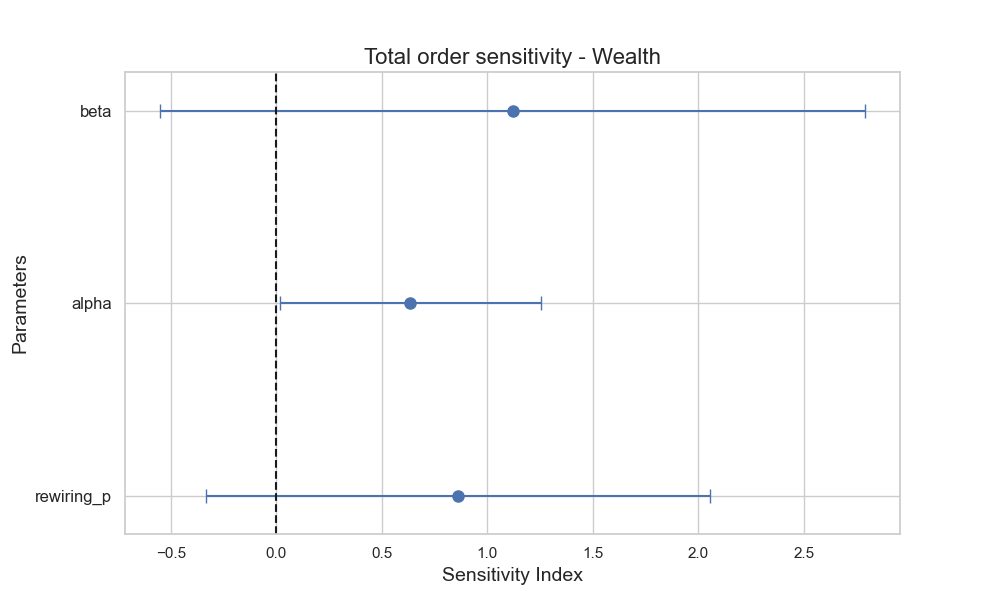 Total order sensitivity - Wealth
beta
alpha
rewiring_p
Parameters
−0.5 0.0 0.5 1.0 1.5 2.0 2.5
Sensitivity Index